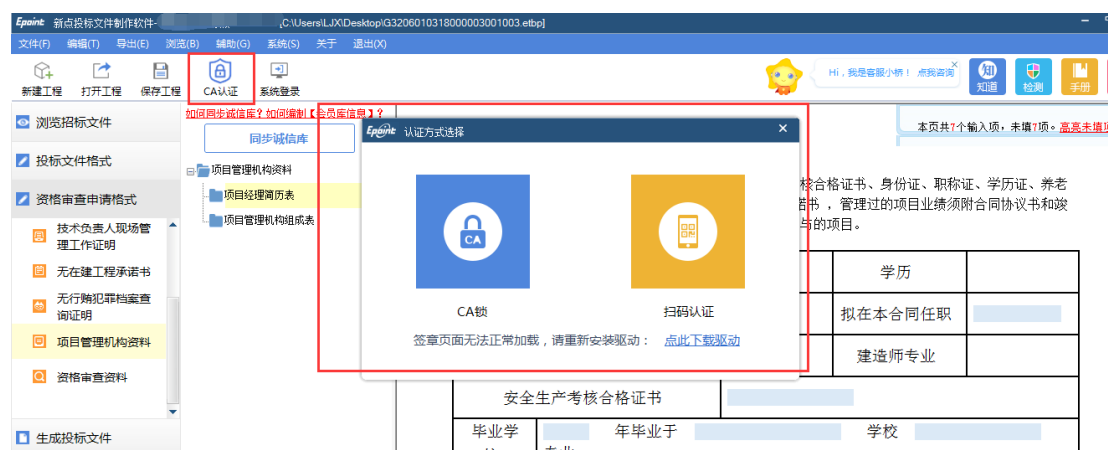 Epoint 新点投标文件制作软件-
[C:\Users\LJX\Desktop\G3206010318000003001003.etbp]
文件(F) 编辑(T) 导出(E) 浏览(B) 辅助(G) 系统(S) 关于 退出(X)
新建工程 打开工程 保存工程 CA认证 系统登录
Hi，我是客服小桥！ 点我咨询
知
知道 检测 手册
浏览招标文件
投标文件格式
资格审查申请格式
技术负责人现场管
理工作证明
无在建工程承诺书
无行贿犯罪档案查
询证明
项目管理机构资料
资格审查资料
生成投标文件
如何同步诚信库？如何编制【会员库信息】？
同步诚信库
项目管理机构资料
项目经理简历表
项目管理机构组成表
Epoint 认证方式选择
CA
CA锁
扫码认证
签章页面无法正常加载，请重新安装驱动： 点此下载驱动
本页共7个输入项，未填7项。高亮未填
格证书、身份证、职称证、学历证、养老
，管理过的项目业绩须附合同协议书和竣
的项目。
学历
拟在本合同任职
建造师专业
安全生产考核合格证书
毕业学 年毕业于 学校